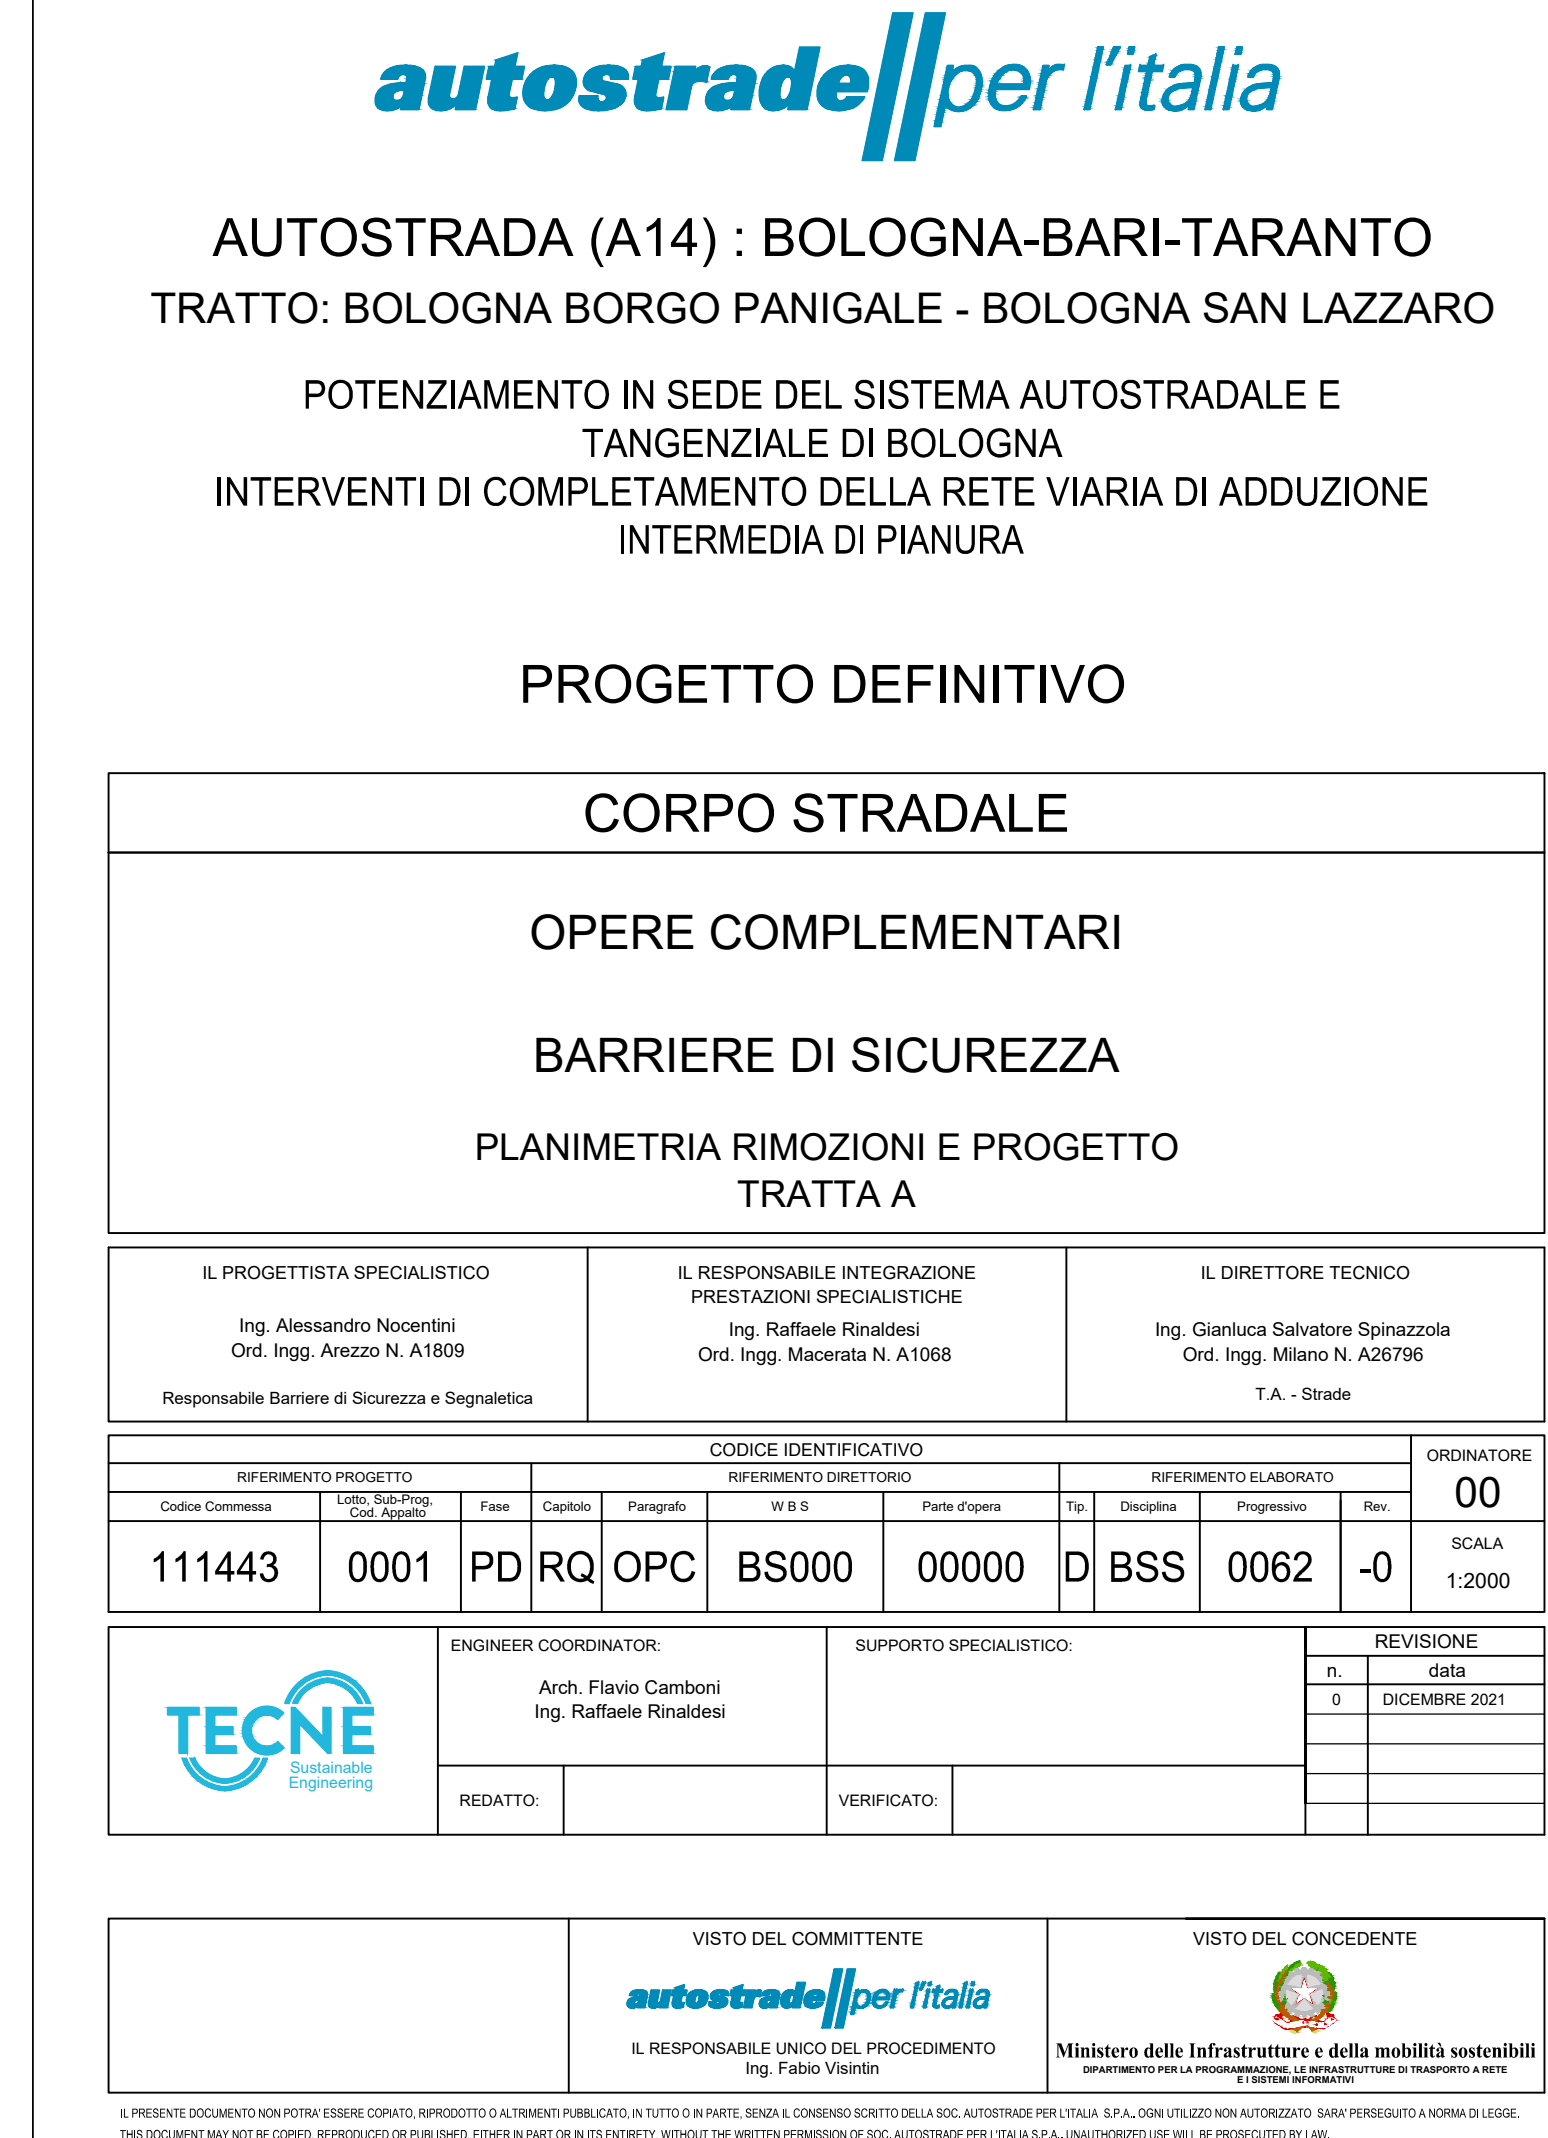 autostrade per l'italia
AUTOSTRADA (A14) : BOLOGNA-BARI-TARANTO
TRATTO: BOLOGNA BORGO PANIGALE - BOLOGNA SAN LAZZARO
POTENZIAMENTO IN SEDE DEL SISTEMA AUTOSTRADALE E
TANGENZIALE DI BOLOGNA
INTERVENTI DI COMPLETAMENTO DELLA RETE VIARIA DI ADDUZIONE
INTERMEDIA DI PIANURA
PROGETTO DEFINITIVO
CORPO STRADALE
OPERE COMPLEMENTARI
BARRIERE DI SICUREZZA
PLANIMETRIA RIMOZIONI E PROGETTO
TRATTA A
IL PROGETTISTA SPECIALISTICO
Ing. Alessandro Nocentini
Ord. Ingg. Arezzo N. A1809
Responsabile Barriere di Sicurezza e Segnaletica
IL RESPONSABILE INTEGRAZIONE
PRESTAZIONI SPECIALISTICHE
Ing. Raffaele Rinaldesi
Ord. Ingg. Macerata N. A1068
IL DIRETTORE TECNICO
Ing. Gianluca Salvatore Spinazzola
Ord. Ingg. Milano N. A26796
T.A. - Strade
CODICE IDENTIFICATIVO
RIFERIMENTO PROGETTO RIFERIMENTO DIRETTORIO RIFERIMENTO ELABORATO
Codice Commessa Lotto, Sub-Prog, Fase Capitolo Paragrafo W B S Parte d'opera Tip. Disciplina Progressivo Rev.
Cod. Appalto
111443 0001 PD RQ OPC BS000 00000 D BSS 0062 -0
ORDINATORE
00
SCALA
1:2000
TECNE
Sustainable
Engineering
ENGINEER COORDINATOR:
Arch. Flavio Camboni
Ing. Raffaele Rinaldesi
SUPPORTO SPECIALISTICO:
REDATTO:
VERIFICATO:
REVISIONE
n. data
0 DICEMBRE 2021
VISTO DEL COMMITTENTE
autostrade per l'italia
IL RESPONSABILE UNICO DEL PROCEDIMENTO
Ing. Fabio Visintin
VISTO DEL CONCEDENTE
Ministero delle Infrastrutture e della mobilità sostenibili
DIPARTIMENTO PER LA PROGRAMMAZIONE, LE INFRASTRUTTURE DI TRASPORTO A RETE
E I SISTEMI INFORMATIVI
IL PRESENTE DOCUMENTO NON POTRA' ESSERE COPIATO, RIPRODOTTO O ALTRIMENTI PUBBLICATO, IN TUTTO O IN PARTE, SENZA IL CONSENSO SCRITTO DELLA SOC. AUTOSTRADE PER L'ITALIA S.P.A.. OGNI UTILIZZO NON AUTORIZZATO SARA' PERSEGUITO A NORMA DI LEGGE.
THIS DOCUMENT MAY NOT BE COPIED, REPRODUCED OR PUBLISHED, EITHER IN PART OR IN ITS ENTIRETY, WITHOUT THE WRITTEN PERMISSION OF SOC. AUTOSTRADE PER L'ITALIA S.P.A.. UNAUTHORIZED USE WILL BE PROSECUTED BY LAW.